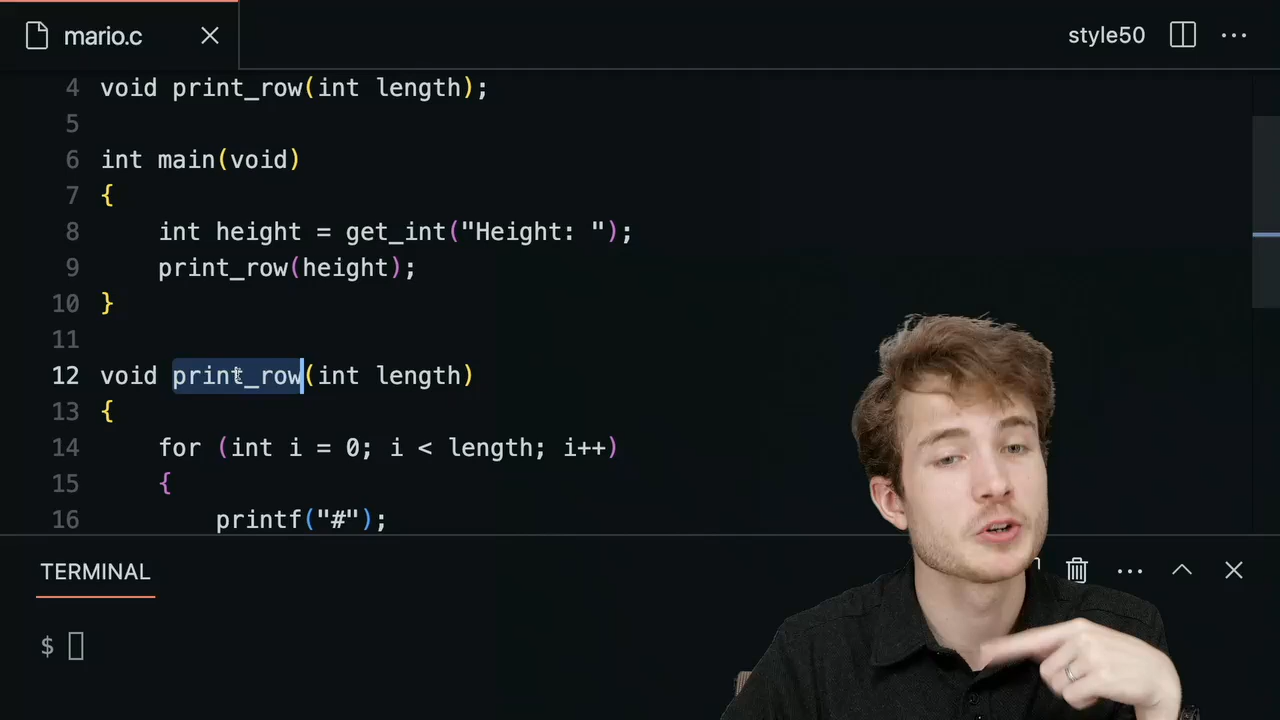 mario.c
style50
4 void print_row(int length);
5
6 int main(void)
7 {
8 int height = get_int("Height: ");
9 print_row(height);
10 }
11
12 void print_row(int length)
13 {
14 for (int i = 0; i < length; i++)
15 {
16 printf("#");
TERMINAL
$